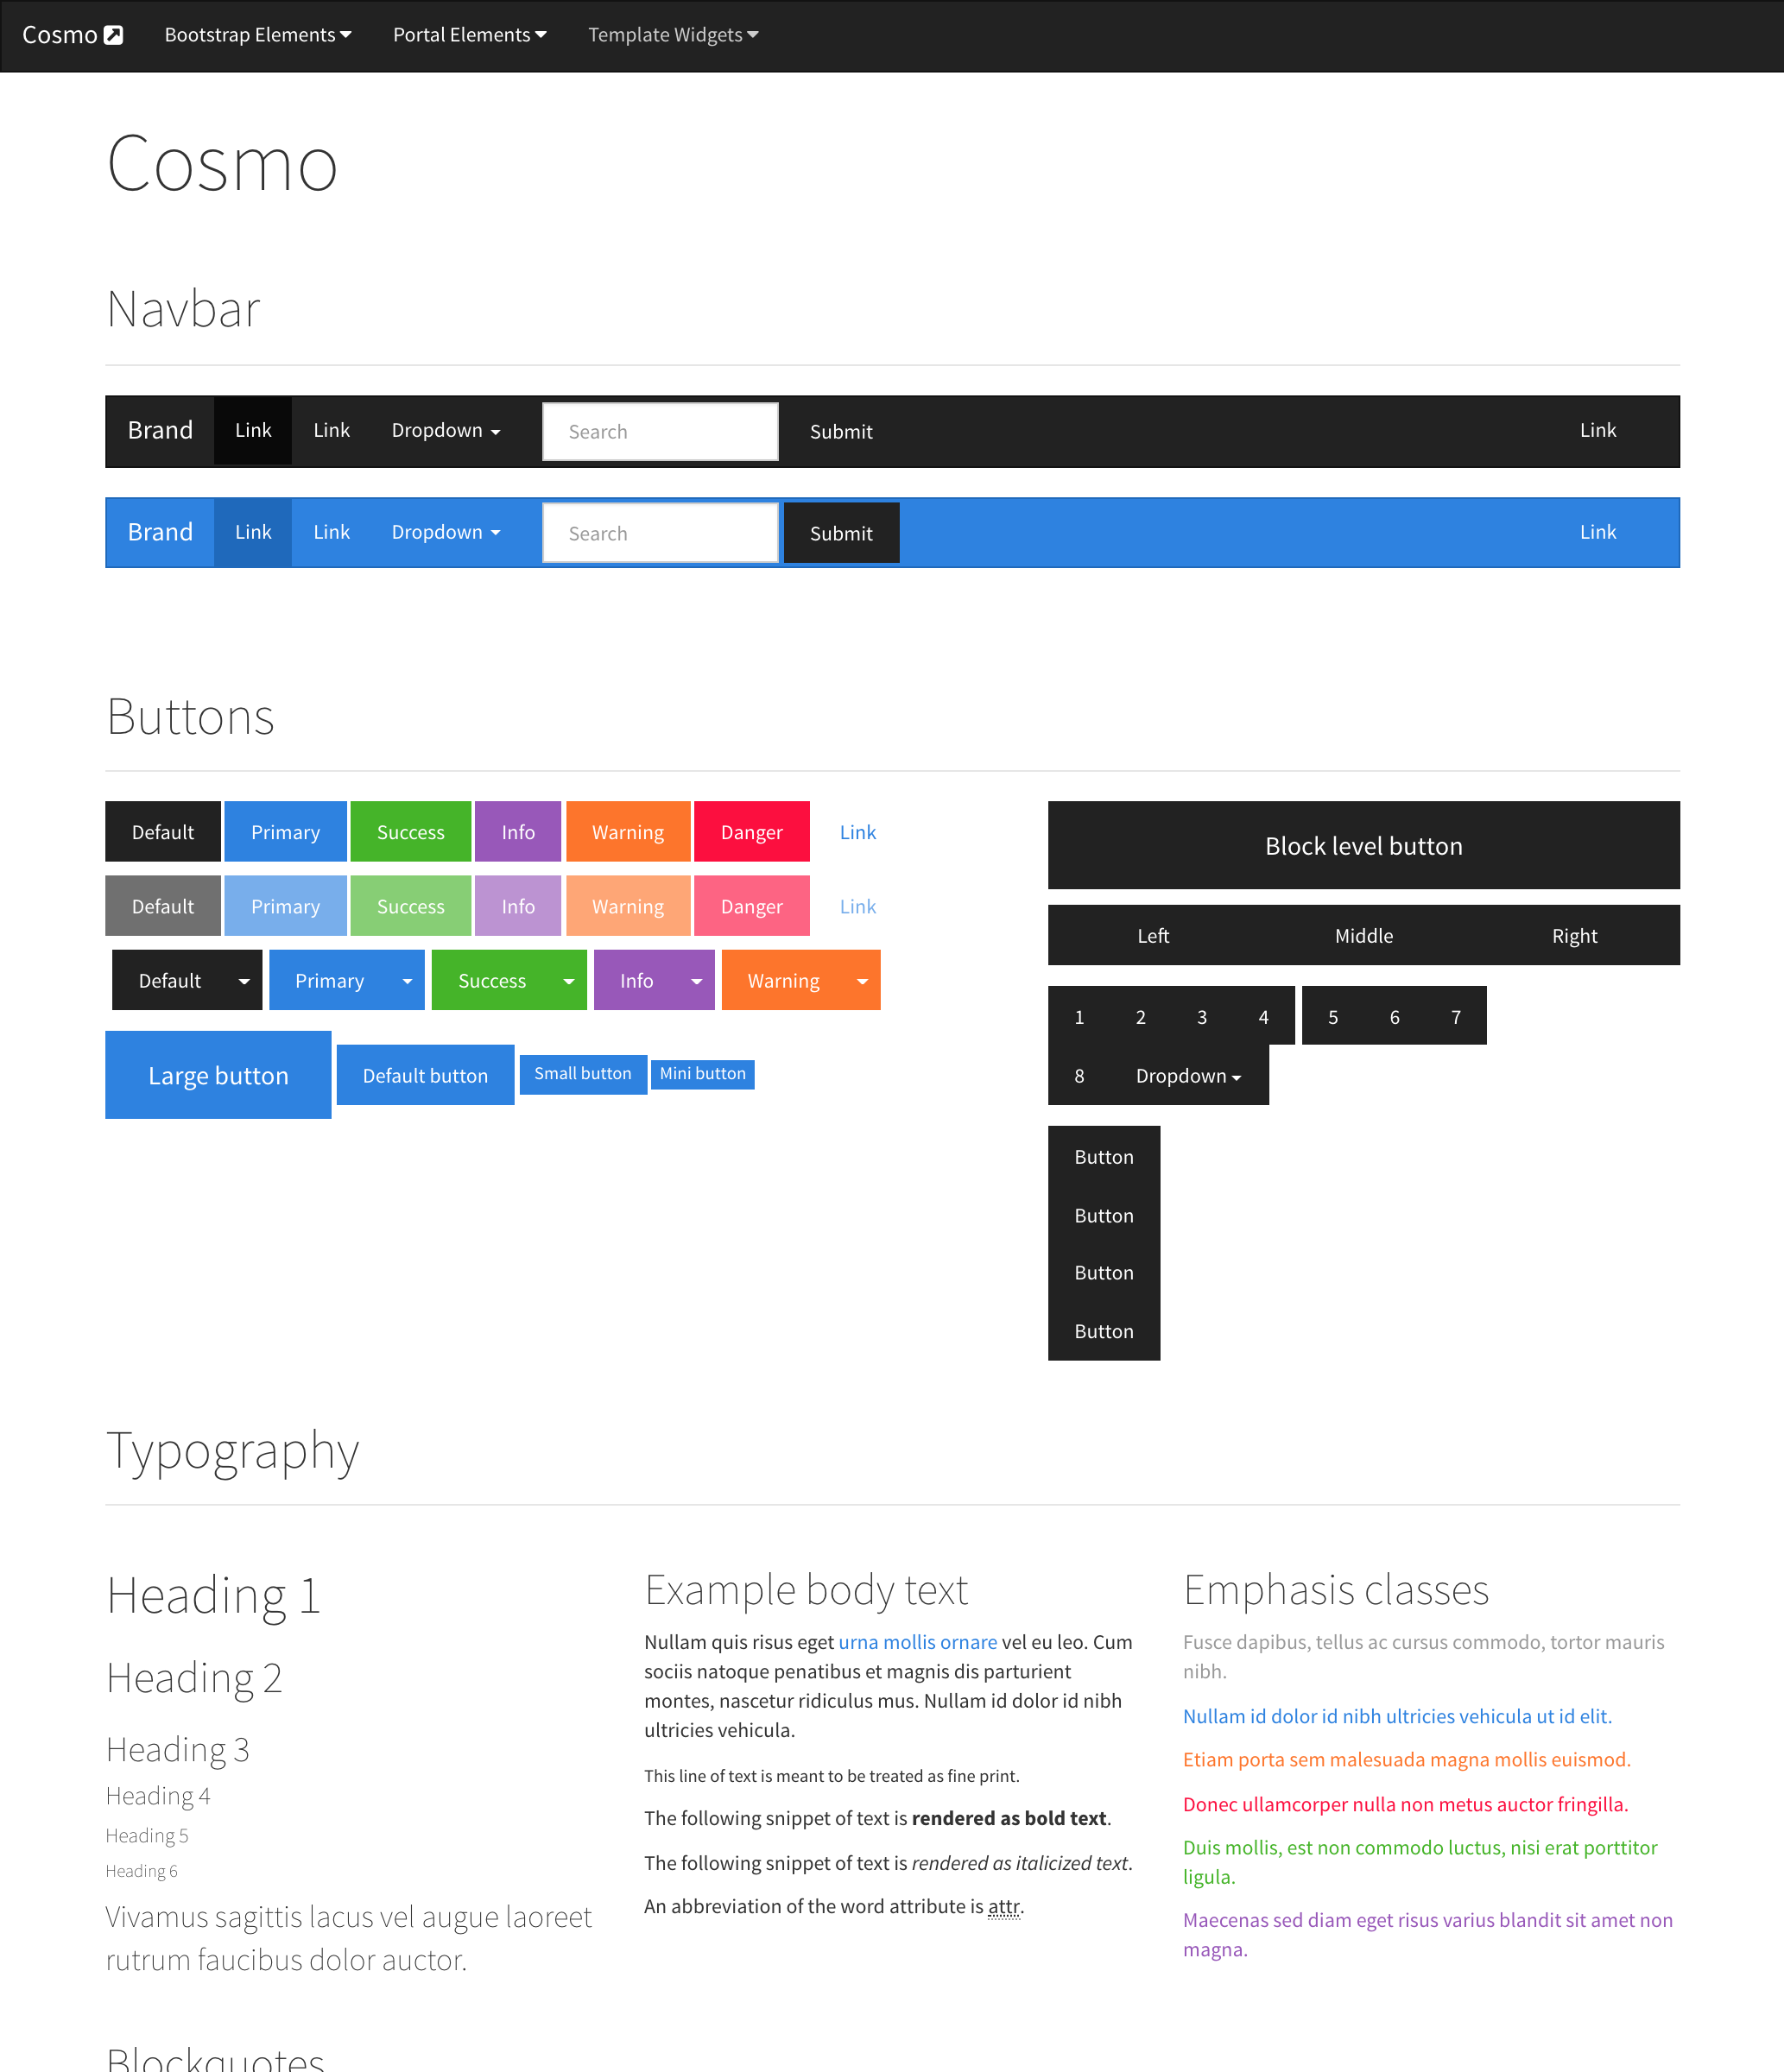 Cosmo Bootstrap Elements Portal Elements Template Widgets
Cosmo
Navbar
Brand Link Link Dropdown Search Submit Link
Brand Link Link Dropdown Search Submit Link
Buttons
Default Primary Success Info Warning Danger Link
Default Primary Success Info Warning Danger Link
Default Primary Success Info Warning
Large button Default button Small button Mini button
Block level button
Left Middle Right
1 2 3 4 5 6 7
8 Dropdown
Button
Button
Button
Button
Typography
Heading 1
Heading 2
Heading 3
Heading 4
Heading 5
Heading 6
Vivamus sagittis lacus vel augue laoreet
rutrum faucibus dolor auctor.
Example body text
Nullam quis risus eget urna mollis ornare vel eu leo. Cum
sociis natoque penatibus et magnis dis parturient
montes, nascetur ridiculus mus. Nullam id dolor id nibh
ultricies vehicula.
This line of text is meant to be treated as fine print.
The following snippet of text is rendered as bold text.
The following snippet of text is rendered as italicized text.
An abbreviation of the word attribute is attr.
Emphasis classes
Fusce dapibus, tellus ac cursus commodo, tortor mauris
nibh.
Nullam id dolor id nibh ultricies vehicula ut id elit.
Etiam porta sem malesuada magna mollis euismod.
Donec ullamcorper nulla non metus auctor fringilla.
Duis mollis, est non commodo luctus, nisi erat porttitor
ligula.
Maecenas sed diam eget risus varius blandit sit amet non
magna.
Blockquotes